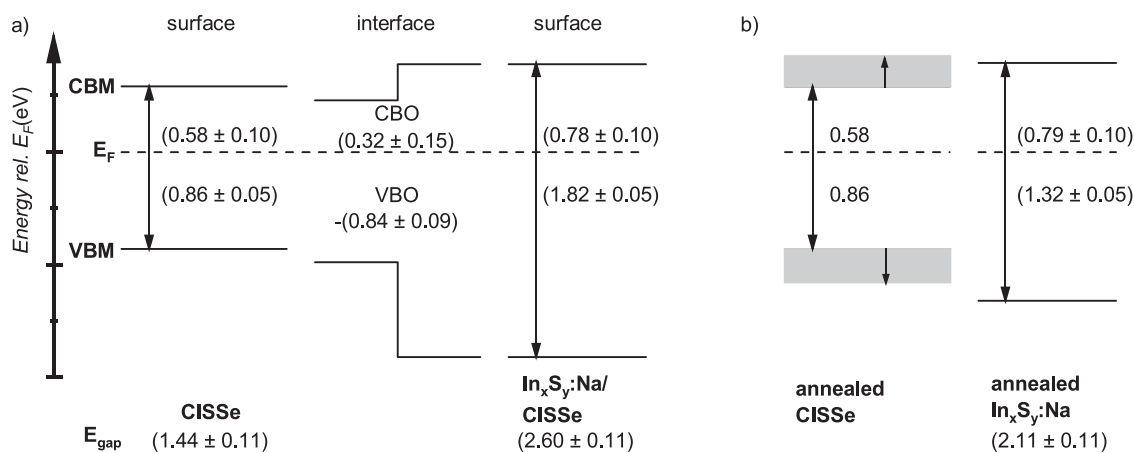 a)
surface
interface
surface
b)
Energy rel. E_F(eV)
CBM
E_F
VBM
(0.58 ± 0.10)
(0.86 ± 0.05)
CBO
(0.32 ± 0.15)
VBO
-(0.84 ± 0.09)
(0.78 ± 0.10)
(1.82 ± 0.05)
0.58
0.86
(0.79 ± 0.10)
(1.32 ± 0.05)
E_gap
CISSe
(1.44 ± 0.11)
In_xS_y:Na/
CISSe
(2.60 ± 0.11)
annealed
CISSe
annealed
In_xS_y:Na
(2.11 ± 0.11)